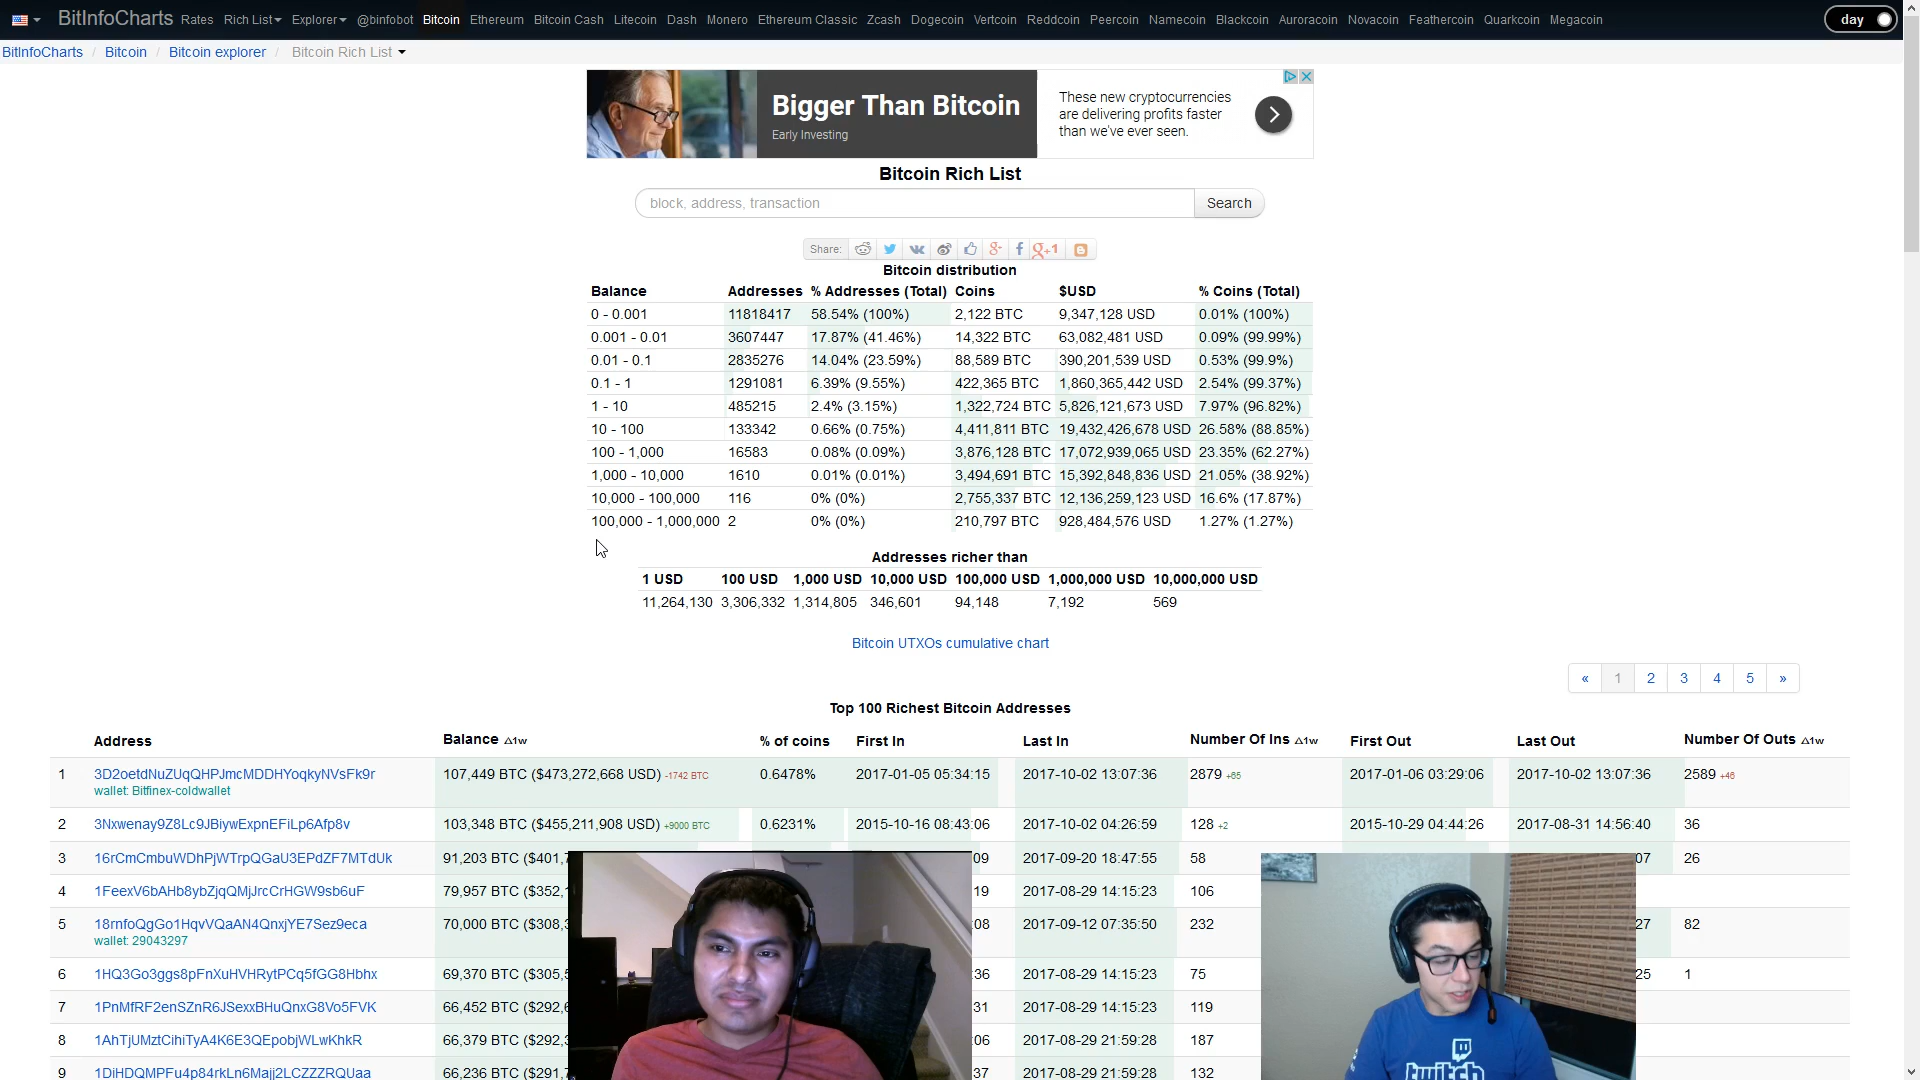 BitInfoCharts Rates Rich List Explorer @binfobot Bitcoin Ethereum Bitcoin Cash Litecoin Dash Monero Ethereum Classic Zcash Dogecoin Vertcoin Reddcoin Peercoin Namecoin Blackcoin Auroracoin Novacoin Feathercoin Quarkcoin Megacoin day
BitInfoCharts / Bitcoin / Bitcoin explorer / Bitcoin Rich List
Bigger Than Bitcoin
Early Investing
These new cryptocurrencies
are delivering profits faster
than we've ever seen.
Bitcoin Rich List
block, address, transaction Search
Share: +1
Bitcoin distribution
Balance Addresses % Addresses (Total) Coins $USD % Coins (Total)
0 - 0.001 11818417 58.54% (100%) 2,122 BTC 9,347,128 USD 0.01% (100%)
0.001 - 0.01 3607447 17.87% (41.46%) 14,322 BTC 63,082,481 USD 0.09% (99.99%)
0.01 - 0.1 2835276 14.04% (23.59%) 88,589 BTC 390,201,539 USD 0.53% (99.9%)
0.1 - 1 1291081 6.39% (9.55%) 422,365 BTC 1,860,365,442 USD 2.54% (99.37%)
1 - 10 485215 2.4% (3.15%) 1,322,724 BTC 5,826,121,673 USD 7.97% (96.82%)
10 - 100 133342 0.66% (0.75%) 4,411,811 BTC 19,432,426,678 USD 26.58% (88.85%)
100 - 1,000 16583 0.08% (0.09%) 3,876,128 BTC 17,072,939,065 USD 23.35% (62.27%)
1,000 - 10,000 1610 0.01% (0.01%) 3,494,691 BTC 15,392,848,836 USD 21.05% (38.92%)
10,000 - 100,000 116 0% (0%) 2,755,337 BTC 12,136,259,123 USD 16.6% (17.87%)
100,000 - 1,000,000 2 0% (0%) 210,797 BTC 928,484,576 USD 1.27% (1.27%)
Addresses richer than
1 USD 100 USD 1,000 USD 10,000 USD 100,000 USD 1,000,000 USD 10,000,000 USD
11,264,130 3,306,332 1,314,805 346,601 94,148 7,192 569
Bitcoin UTXOs cumulative chart
« 1 2 3 4 5 »
Top 100 Richest Bitcoin Addresses
Address Balance △1w % of coins First In Last In Number Of Ins △1w First Out Last Out Number Of Outs △1w
1 3D2oetdNuZUqQHPJmcMDDHYoqkyNVsFk9r 107,449 BTC ($473,272,668 USD) -1742 BTC 0.6478% 2017-01-05 05:34:15 2017-10-02 13:07:36 2879 +65 2017-01-06 03:29:06 2017-10-02 13:07:36 2589 +46
wallet: Bitfinex-coldwallet
2 3Nxwenay9Z8Lc9JBiywExpnEFiLp6Afp8v 103,348 BTC ($455,211,908 USD) +9000 BTC 0.6231% 2015-10-16 08:43:06 2017-10-02 04:26:59 128 +2 2015-10-29 04:44:26 2017-08-31 14:56:40 36
3 16rCmCmbuWDhPjWTrpQGaU3EPdZF7MTdUk 91,203 BTC ($401, 09 2017-09-20 18:47:55 58 07 26
4 1FeexV6bAHb8ybZjqQMjJrcCrHGW9sb6uF 79,957 BTC ($352, 19 2017-08-29 14:15:23 106
5 18rnfoQgGo1HqvVQaAN4QnxjYE7Sez9eca 70,000 BTC ($308, :08 2017-09-12 07:35:50 232 27 82
wallet: 29043297
6 1HQ3Go3ggs8pFnXuHVHRytPCq5fGG8Hbhx 69,370 BTC ($305, :36 2017-08-29 14:15:23 75 25 1
7 1PnMfRF2enSZnR6JSexxBHuQnxG8Vo5FVK 66,452 BTC ($292, :31 2017-08-29 14:15:23 119
8 1AhTjUMztCihiTyA4K6E3QEpobjWLwKhkR 66,379 BTC ($292, :06 2017-08-29 21:59:28 187
9 1DiHDQMPFu4p84rkLn6Majj2LCZZZRQUaa 66,236 BTC ($291, :37 2017-08-29 21:59:28 132
twitch